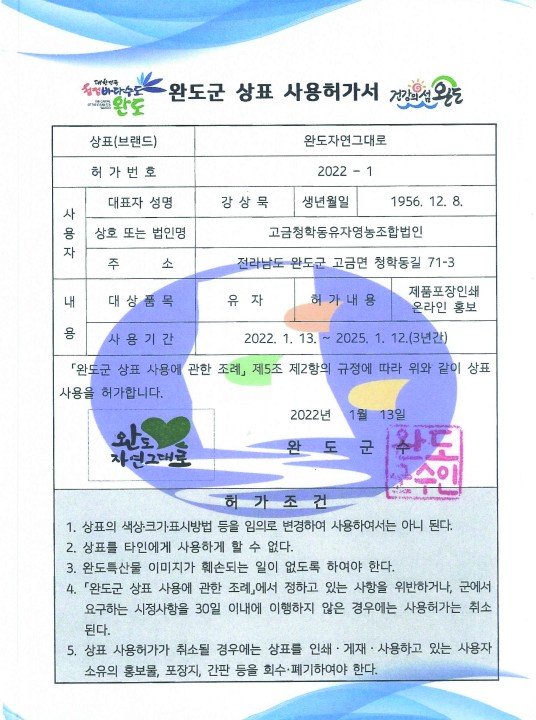 대한민국
청정바다수도
완도
완도군 상표 사용허가서
건강의 섬 완도
상표(브랜드) 완도자연그대로
허가번호 2022 - 1
사용자
대표자 성명 강상묵 생년월일 1956. 12. 8.
상호 또는 법인명 고금청학동유자영농조합법인
주 소 전라남도 완도군 고금면 청학동길 71-3
내용
대상품목 유 자 허가내용 제품포장인쇄
온라인 홍보
사용기간 2022. 1. 13. ~ 2025. 1. 12.(3년간)
「완도군 상표 사용에 관한 조례」 제5조 제2항의 규정에 따라 위와 같이 상표
사용을 허가합니다.
2022년 1월 13일
완도
자연그대로
완 도 군 수
완도
군수인
허 가 조 건
1. 상표의 색상·크기·표시방법 등을 임의로 변경하여 사용하여서는 아니 된다.
2. 상표를 타인에게 사용하게 할 수 없다.
3. 완도특산물 이미지가 훼손되는 일이 없도록 하여야 한다.
4. 「완도군 상표 사용에 관한 조례」에서 정하고 있는 사항을 위반하거나, 군에서
요구하는 시정사항을 30일 이내에 이행하지 않은 경우에는 사용허가는 취소
된다.
5. 상표 사용허가가 취소될 경우에는 상표를 인쇄·게재·사용하고 있는 사용자
소유의 홍보물, 포장지, 간판 등을 회수·폐기하여야 한다.